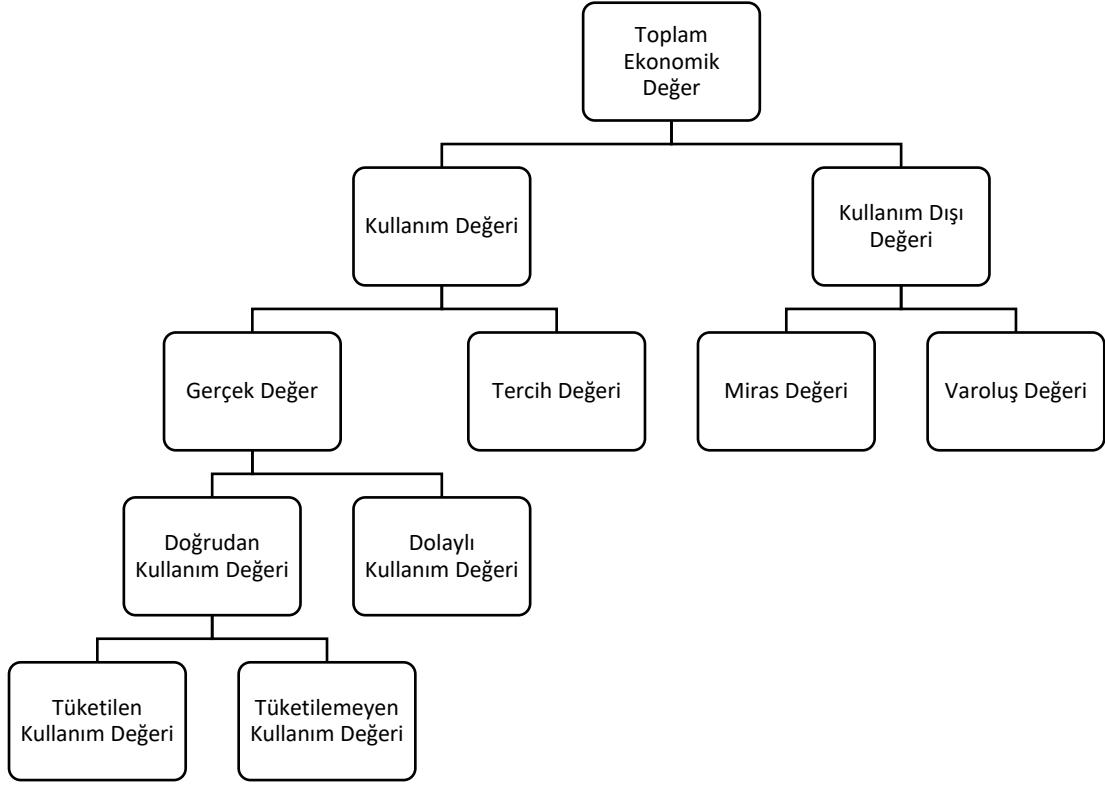 Toplam
Ekonomik
Değer
Kullanım Değeri
Kullanım Dışı
Değeri
Gerçek Değer
Tercih Değeri
Miras Değeri
Varoluş Değeri
Doğrudan
Kullanım Değeri
Dolaylı
Kullanım Değeri
Tüketilen
Kullanım Değeri
Tüketilemeyen
Kullanım Değeri